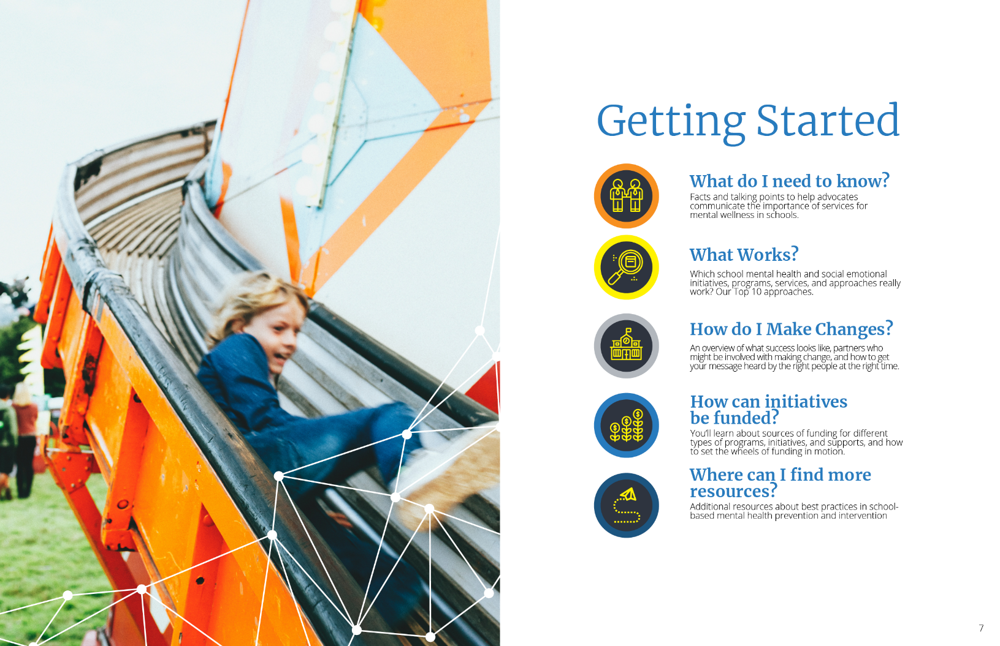 Getting Started
What do I need to know?
Facts and talking points to help advocates
communicate the importance of services for
mental wellness in schools.
What Works?
Which school mental health and social emotional
initiatives, programs, services, and approaches really
work? Our Top 10 approaches.
How do I Make Changes?
An overview of what success looks like, partners who
might be involved with making change, and how to get
your message heard by the right people at the right time.
How can initiatives
be funded?
You’ll learn about sources of funding for different
types of programs, initiatives, and supports, and how
to set the wheels of funding in motion.
Where can I find more
resources?
Additional resources about best practices in school-
based mental health prevention and intervention
7